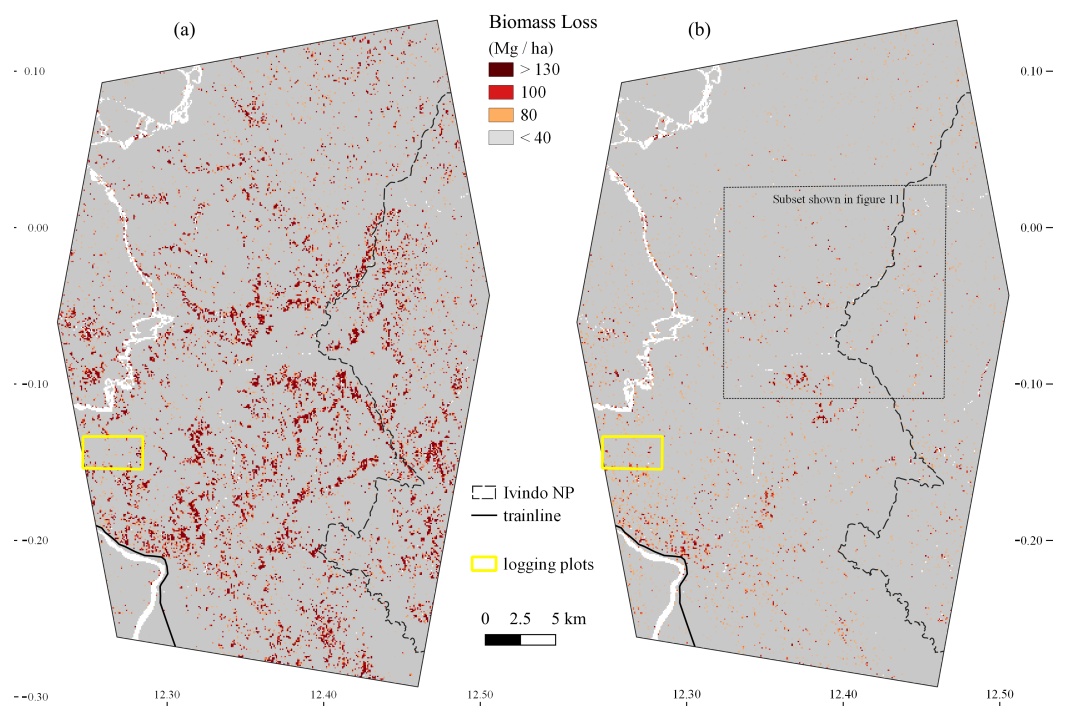 (a)
Biomass Loss
(Mg / ha)
> 130
100
80
< 40
(b)
- - 0.10
0.10 –
Subset shown in figure 11
- - 0.00
0.00 –
- -0.10
-0.10 –
Ivindo NP
trainline
- -0.20
-0.20 –
logging plots
0 2.5 5 km
- -0.30
12.30
12.40
12.50
12.30
12.40
12.50